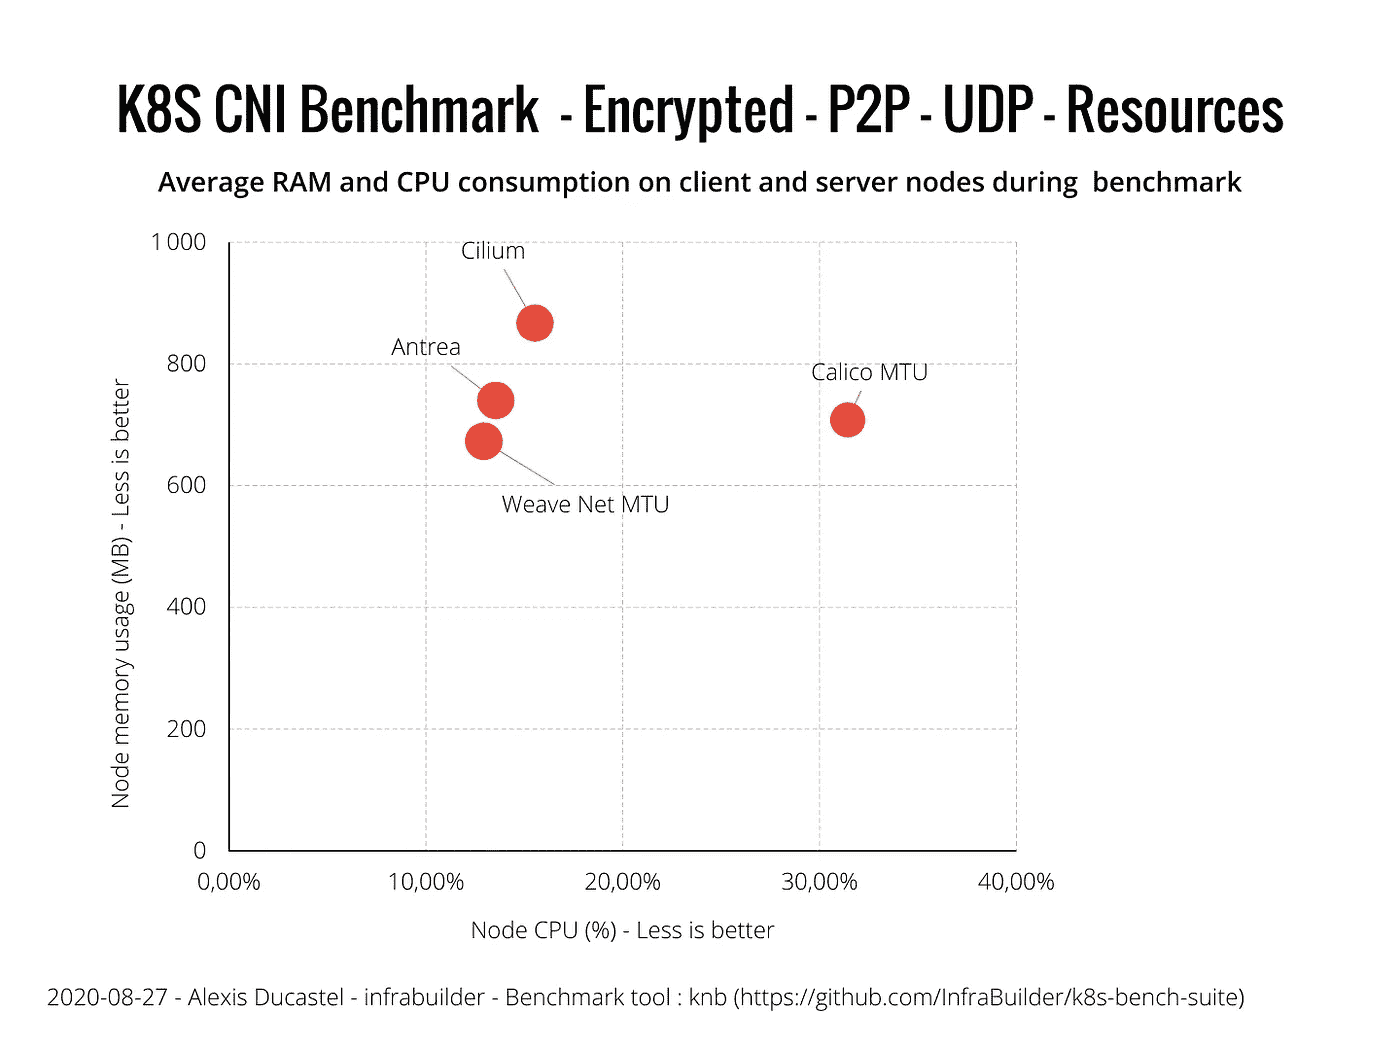 K8S CNI Benchmark - Encrypted - P2P - UDP - Resources
Average RAM and CPU consumption on client and server nodes during benchmark
1 000
800
600
400
200
0
Node memory usage (MB) - Less is better
Cilium
Antrea
Calico MTU
Weave Net MTU
0,00%
10,00%
20,00%
30,00%
40,00%
Node CPU (%) - Less is better
2020-08-27 - Alexis Ducastel - infrabuilder - Benchmark tool : knb (https://github.com/InfraBuilder/k8s-bench-suite)